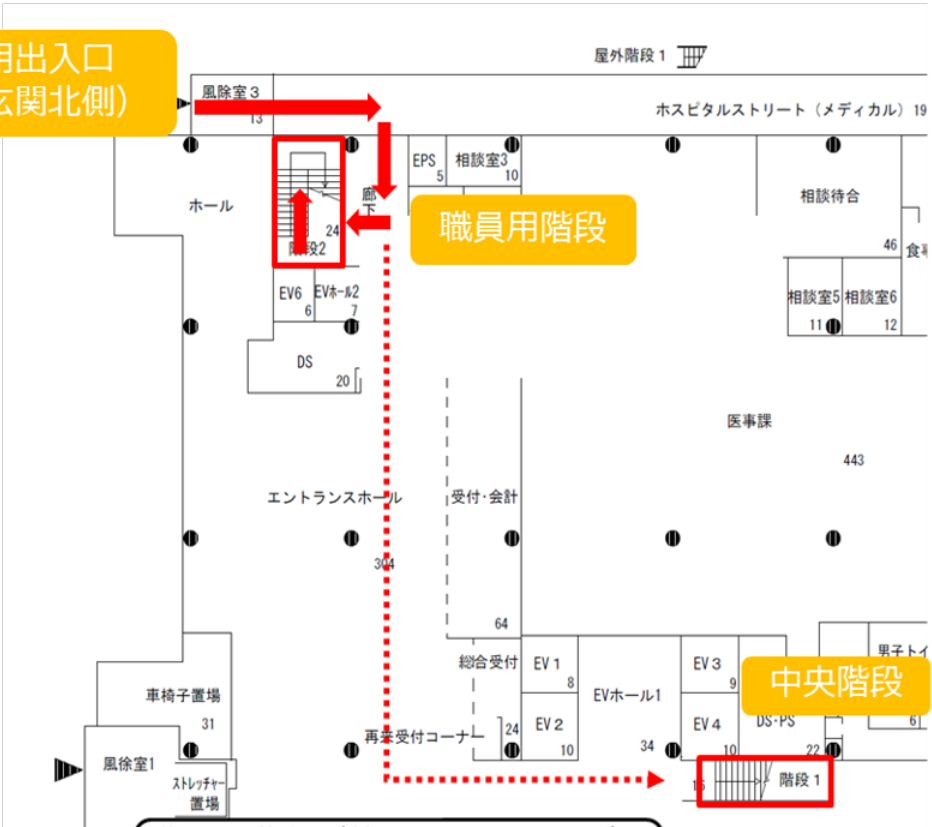 用出入口
玄関北側）
屋外階段1
風除室3
13
ホスピタルストリート（メディカル）19
EPS
5
相談室3
10
ホール
廊下
職員用階段
相談待合
46
24
階段2
EV6
6
EVホール2
7
相談室5
11
相談室6
12
DS
20
医事課
443
エントランスホール
304
受付・会計
64
総合受付
24
EV1
8
EV2
10
EVホール1
34
EV3
9
EV4
10
中央階段
DS・PS
22
6
車椅子置場
31
再来受付コーナー
風徐室1
ストレッチャー
置場
階段1